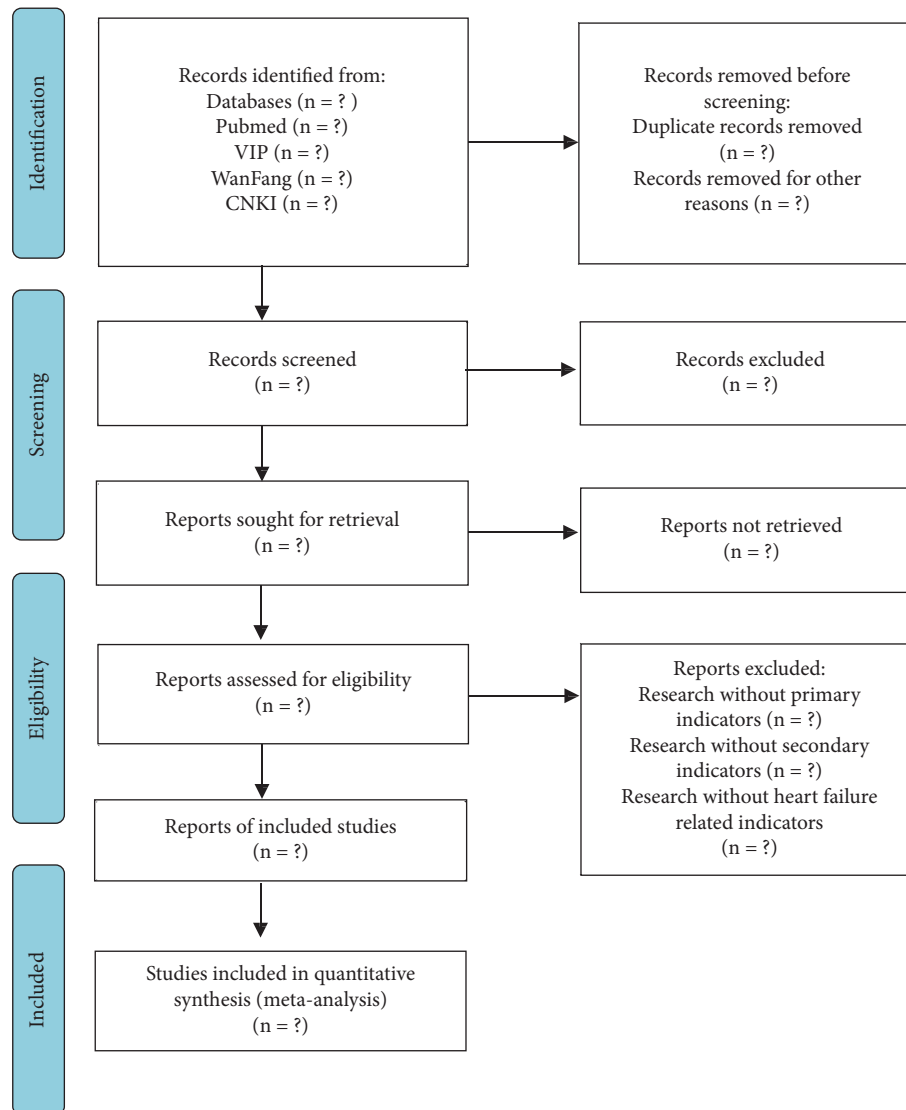 Identification
Records identified from:
Databases (n = ? )
Pubmed (n = ?)
VIP (n = ?)
WanFang (n = ?)
CNKI (n = ?)
Records removed before
screening:
Duplicate records removed
(n = ?)
Records removed for other
reasons (n = ?)
Screening
Records screened
(n = ?)
Records excluded
(n = ?)
Reports sought for retrieval
(n = ?)
Reports not retrieved
(n = ?)
Eligibility
Reports assessed for eligibility
(n = ?)
Reports excluded:
Research without primary
indicators (n = ?)
Research without secondary
indicators (n = ?)
Research without heart failure
related indicators
(n = ?)
Reports of included studies
(n = ?)
Included
Studies included in quantitative
synthesis (meta-analysis)
(n = ?)